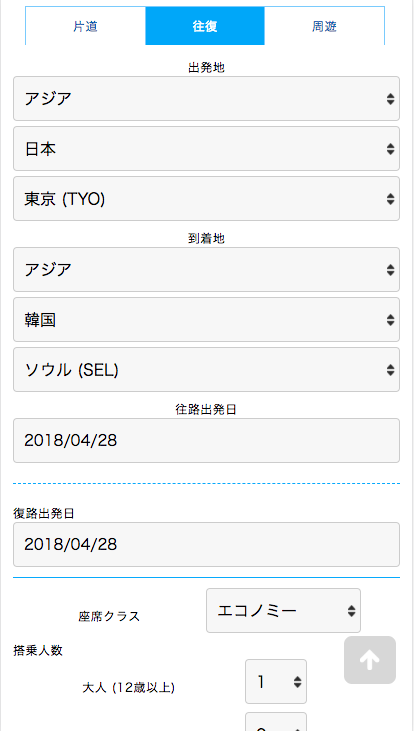 片道 往復 周遊
出発地
アジア
日本
東京 (TYO)
到着地
アジア
韓国
ソウル (SEL)
往路出発日
2018/04/28
復路出発日
2018/04/28
座席クラス エコノミー
搭乗人数
大人 (12歳以上) 1